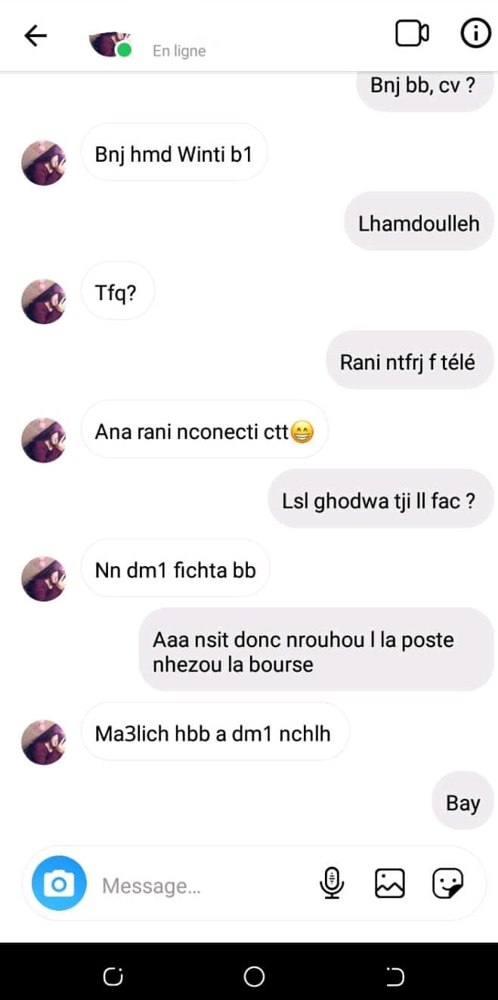 En ligne
Bnj bb, cv ?
Bnj hmd Winti b1
Lhamdoulleh
Tfq?
Rani ntfrj f télé
Ana rani nconecti ctt😁
Lsl ghodwa tji ll fac ?
Nn dm1 fichta bb
Aaa nsit donc nrouhou l la poste
nhezou la bourse
Ma3lich hbb a dm1 nchlh
Bay
Message...